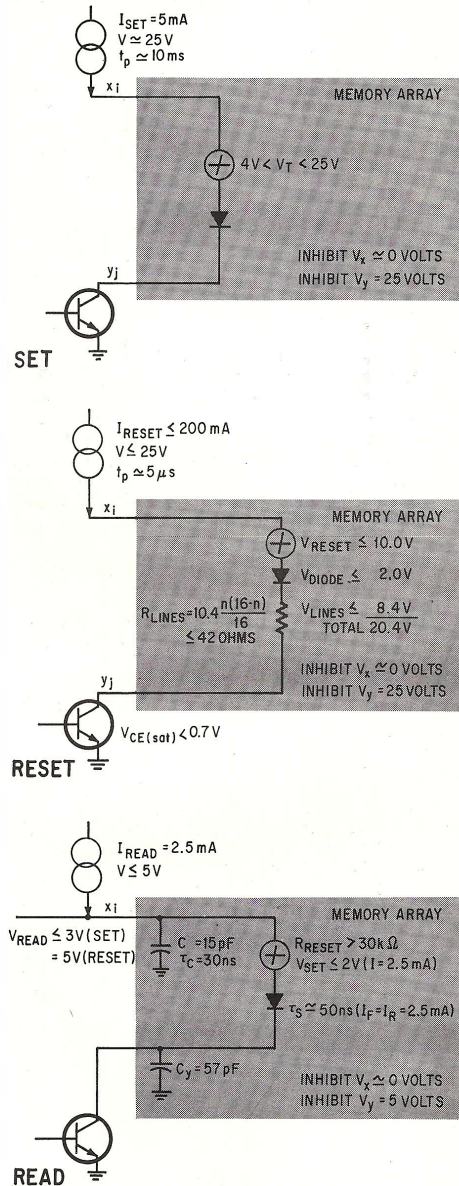 I_SET = 5mA
V ≃ 25V
t_p ≃ 10ms
x_i
MEMORY ARRAY
4V < V_T < 25V
INHIBIT V_x ≃ 0 VOLTS
INHIBIT V_y = 25 VOLTS
y_j
SET
I_RESET ≤ 200 mA
V ≤ 25V
t_p ≃ 5μs
x_i
MEMORY ARRAY
V_RESET ≤ 10.0V
V_DIODE ≤ 2.0V
R_LINES = 10.4 n(16-n)/16
≤ 42 OHMS
V_LINES ≤ 8.4V
TOTAL 20.4V
INHIBIT V_x ≃ 0 VOLTS
INHIBIT V_y = 25 VOLTS
y_j
V_CE(sat) < 0.7V
RESET
I_READ = 2.5mA
V ≤ 5V
x_i
MEMORY ARRAY
V_READ ≤ 3V (SET)
= 5V (RESET)
C = 15pF
τ_C = 30ns
R_RESET > 30kΩ
V_SET ≤ 2V (I = 2.5mA)
τ_S ≃ 50ns (I_F = I_R = 2.5mA)
C_y = 57pF
INHIBIT V_x ≃ 0 VOLTS
INHIBIT V_y = 5 VOLTS
READ